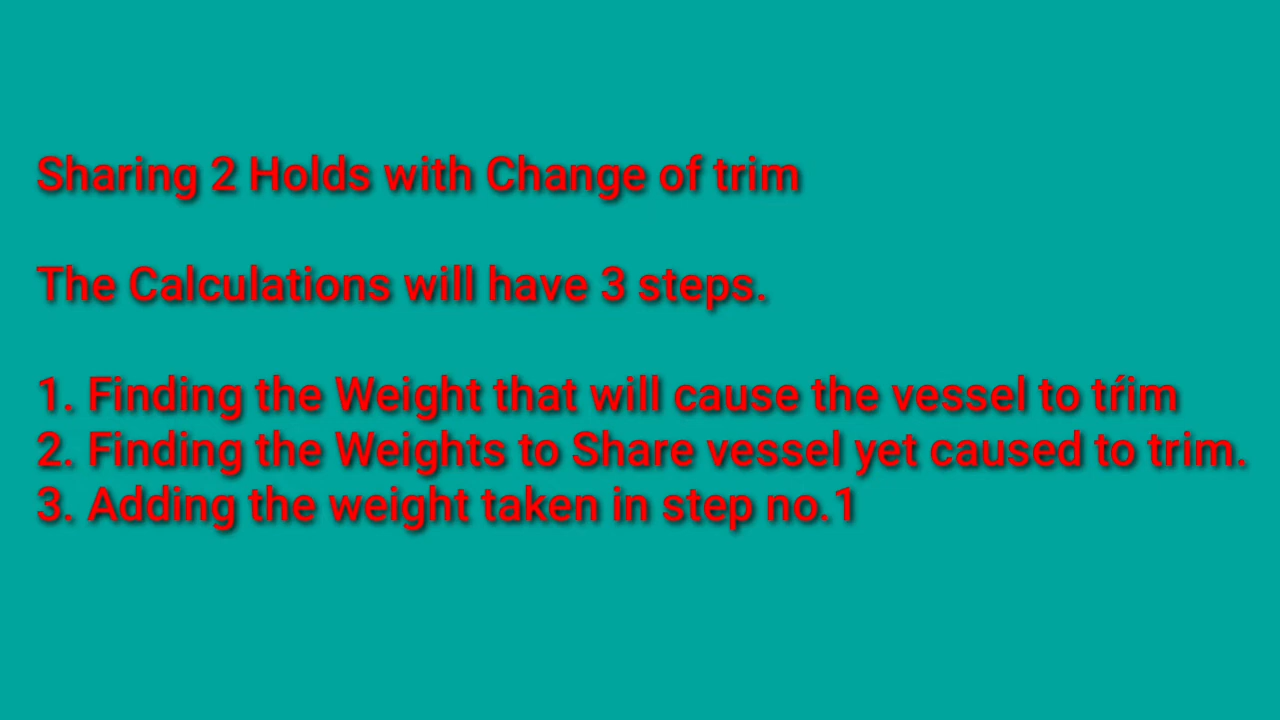 Sharing 2 Holds with Change of trim
The Calculations will have 3 steps.
1. Finding the Weight that will cause the vessel to tŕim
2. Finding the Weights to Share vessel yet caused to trim.
3. Adding the weight taken in step no.1